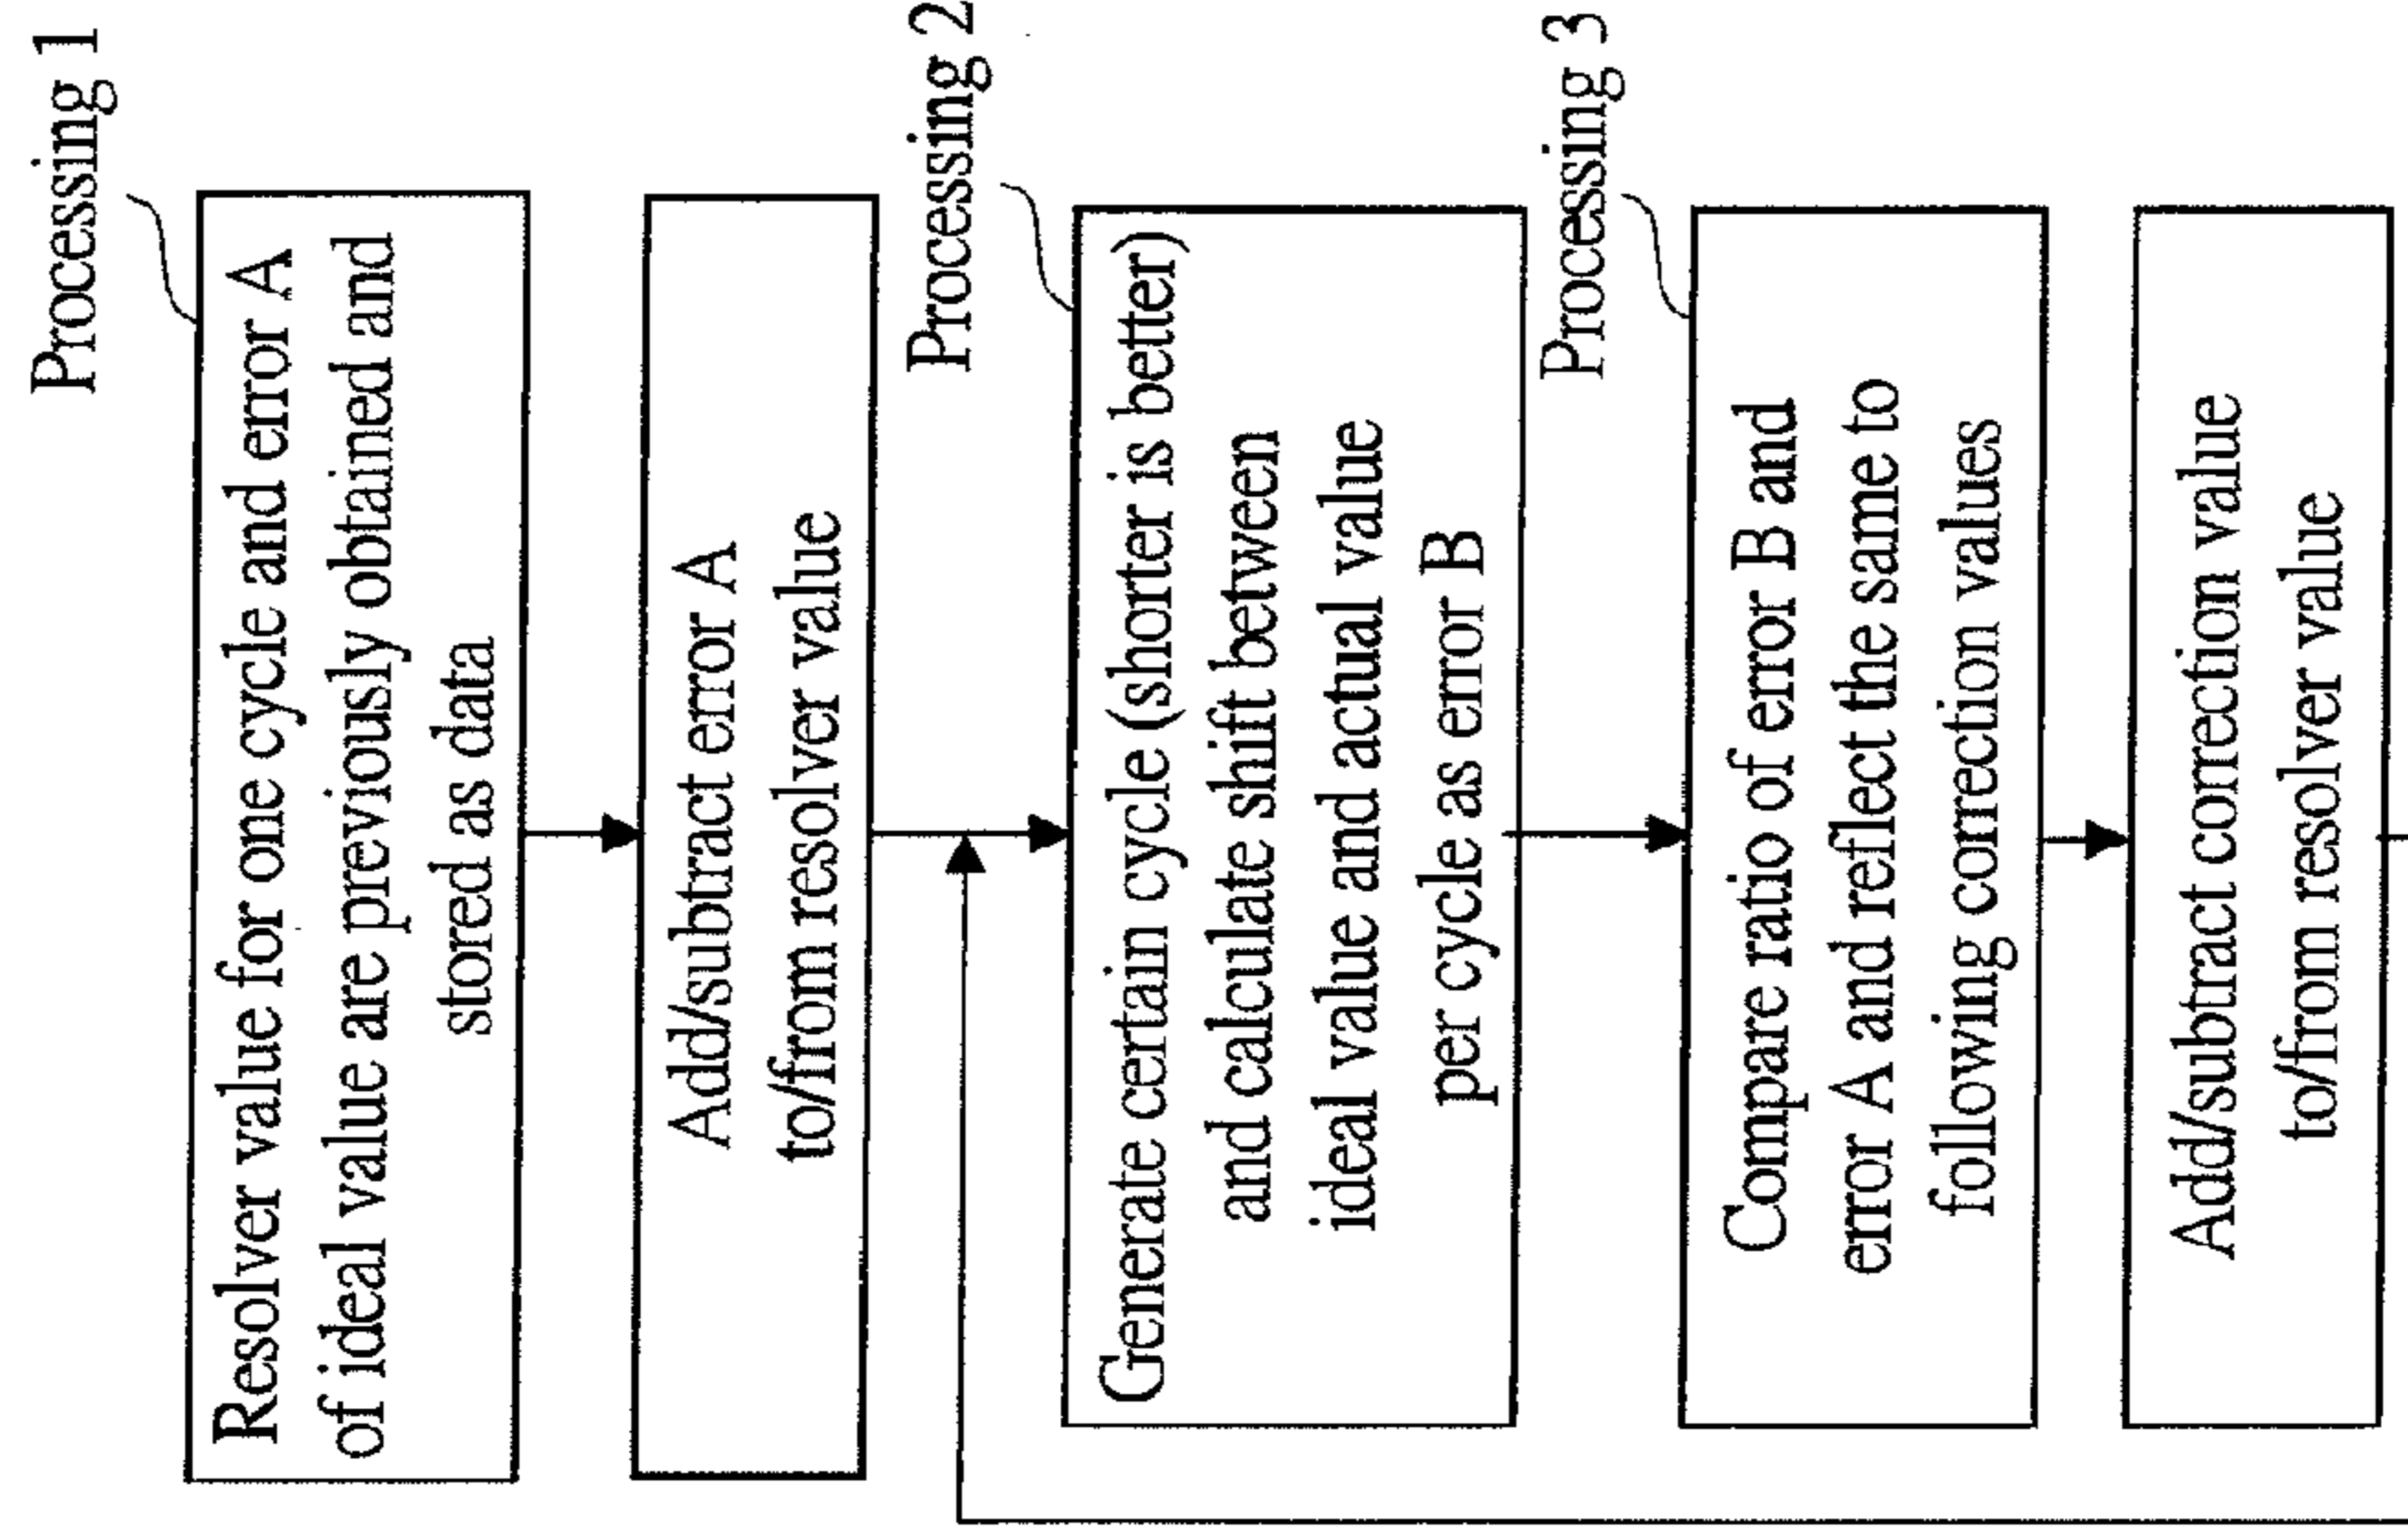 Processing 1
Resolver value for one cycle and error A
of ideal value are previously obtained and
stored as data
Add/subtract error A
to/from resolver value
Processing 2
Generate certain cycle (shorter is better)
and calculate shift between
ideal value and actual value
per cycle as error B
Processing 3
Compare ratio of error B and
error A and reflect the same to
following correction values
Add/subtract correction value
to/from resolver value